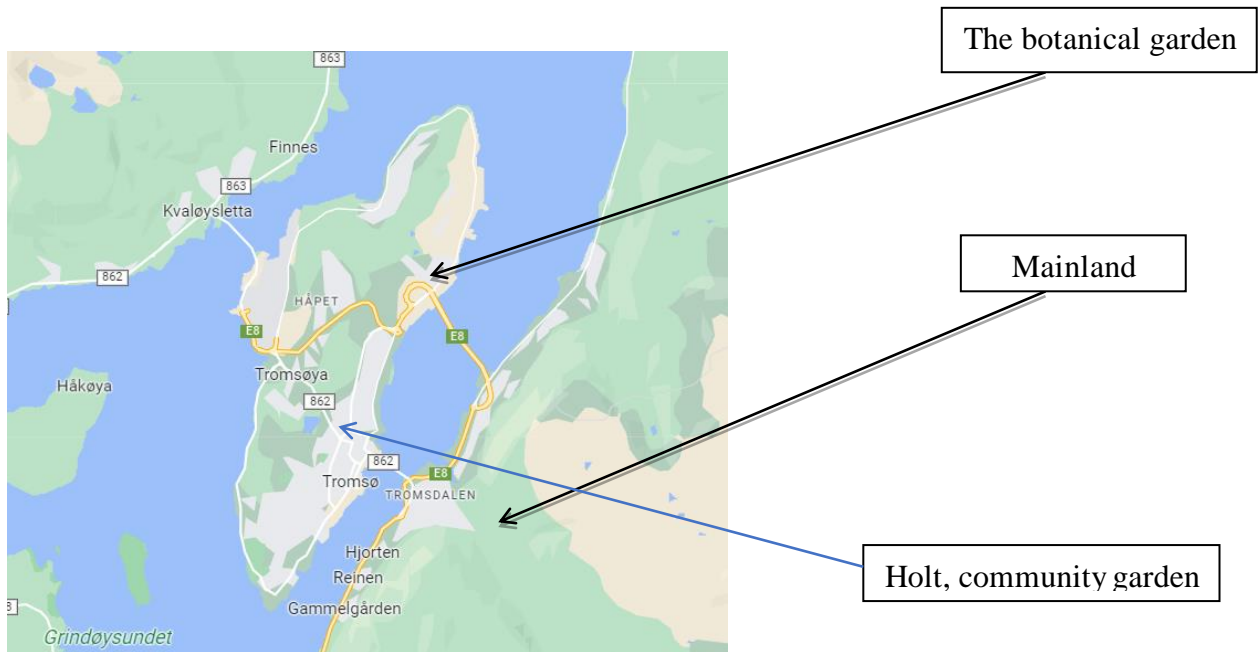 The botanical garden
863
Finnes
863
Kvaløysletta
862
Mainland
HÅPET
E8
E8
Tromsøya
Håkøya
862
862
E8
Tromsø
TROMSDALEN
Hjorten
Holt, community garden
Reinen
Gammelgården
Grindøysundet